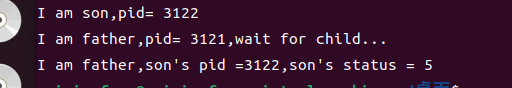 I am son,pid= 3122
I am father,pid= 3121,wait for child...
I am father,son's pid =3122,son's status = 5